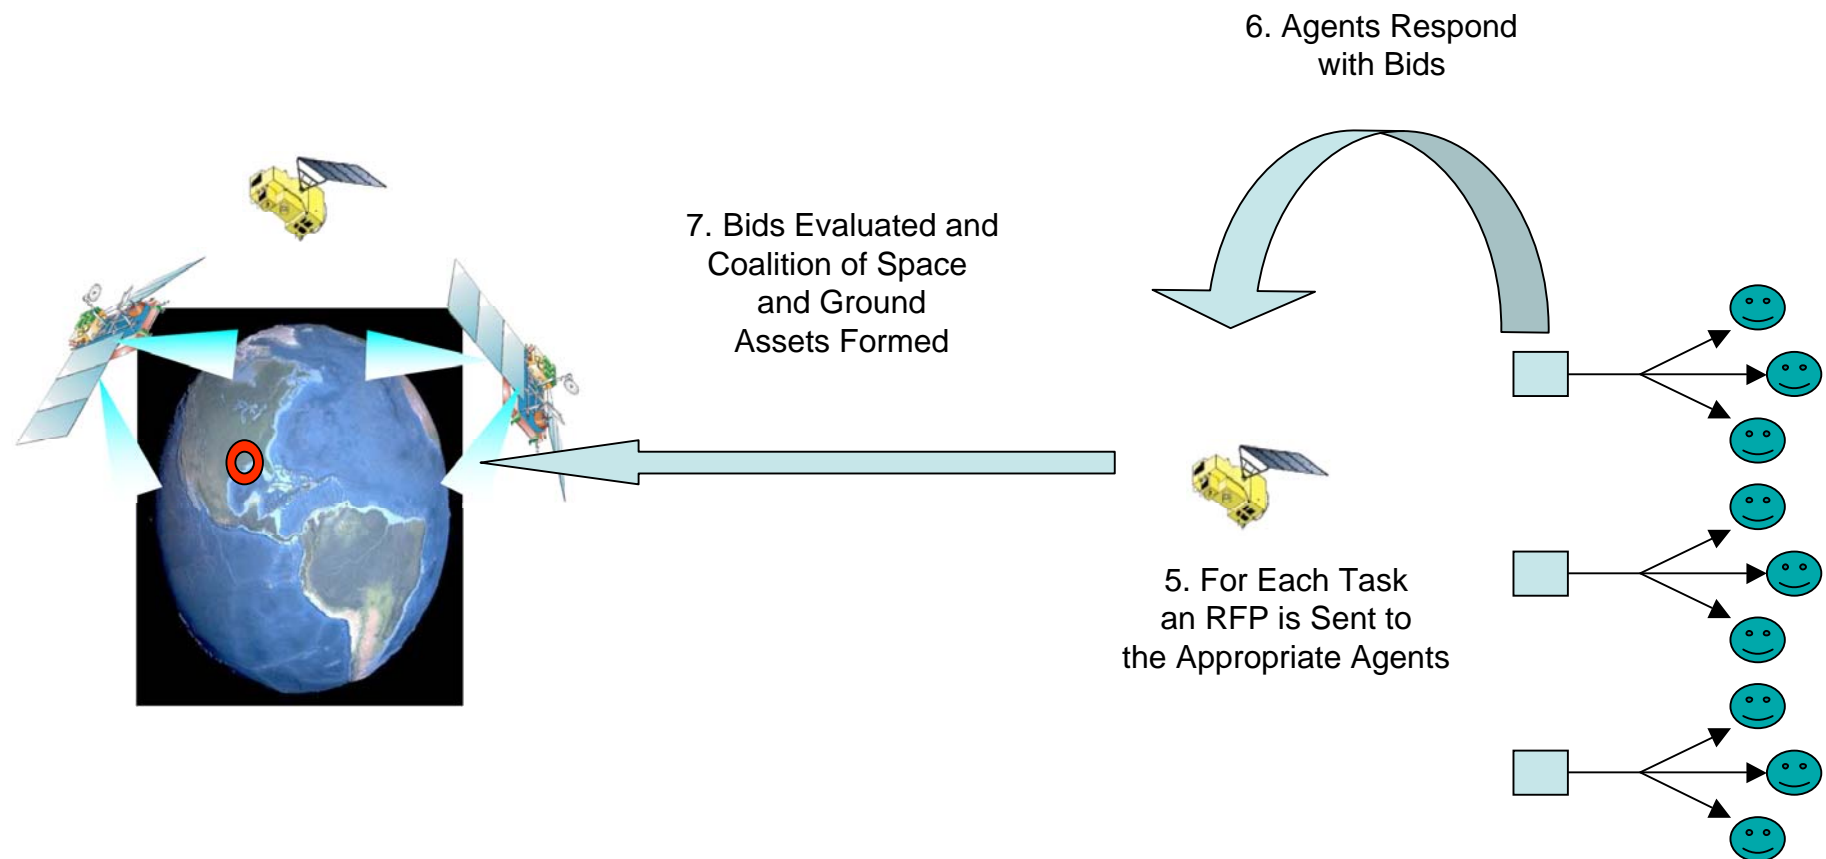 6. Agents Respond
with Bids
7. Bids Evaluated and
Coalition of Space
and Ground
Assets Formed
5. For Each Task
an RFP is Sent to
the Appropriate Agents